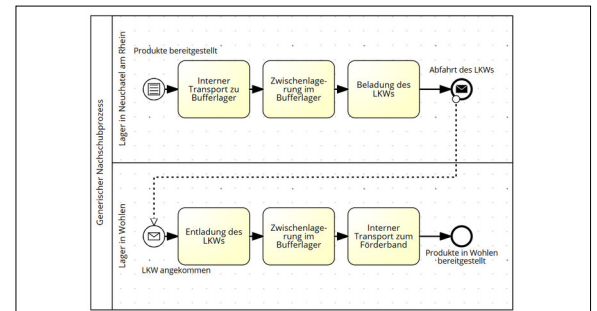 Generischer Nachschubprozess
Lager in Neuchatel am Rhein
Produkte bereitgestellt
Interner
Transport zu
Bufferlager
Zwischenlage-
rung im
Bufferlager
Beladung des
LKWs
Abfahrt des LKWs
Lager in Wohlen
LKW angekommen
Entladung des
LKWs
Zwischenlage-
rung im
Bufferlager
Interner
Transport zum
Förderband
Produkte in Wohlen
bereitgestellt